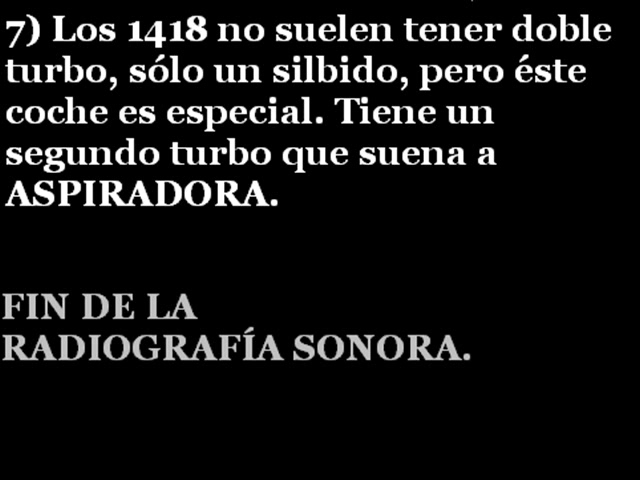 7) Los 1418 no suelen tener doble
turbo, sólo un silbido, pero éste
coche es especial. Tiene un
segundo turbo que suena a
ASPIRADORA.
FIN DE LA
RADIOGRAFÍA SONORA.